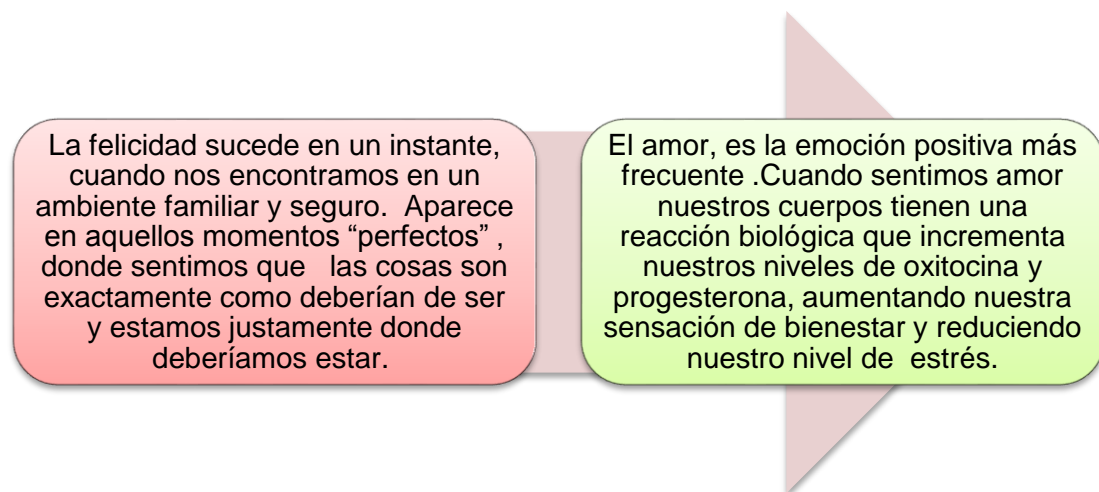 La felicidad sucede en un instante,
cuando nos encontramos en un
ambiente familiar y seguro.  Aparece
en aquellos momentos “perfectos” ,
donde sentimos que   las cosas son
exactamente como deberían de ser
y estamos justamente donde
deberíamos estar.
El amor, es la emoción positiva más
frecuente .Cuando sentimos amor
nuestros cuerpos tienen una
reacción biológica que incrementa
nuestros niveles de oxitocina y
progesterona, aumentando nuestra
sensación de bienestar y reduciendo
nuestro nivel de  estrés.